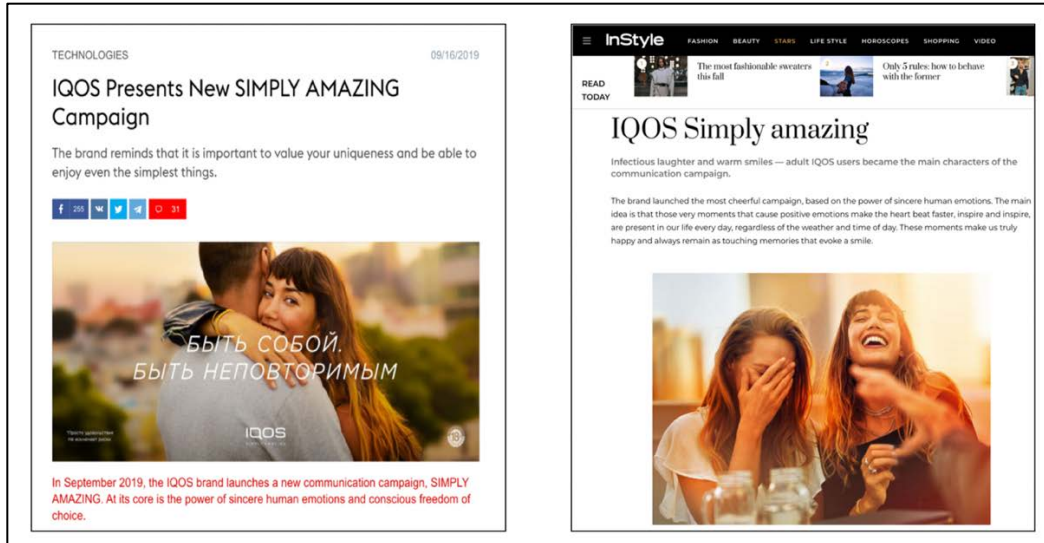 TECHNOLOGIES
09/16/2019
IQOS Presents New SIMPLY AMAZING
Campaign
The brand reminds that it is important to value your uniqueness and be able to
enjoy even the simplest things.
255
31
БЫТЬ СОБОЙ.
БЫТЬ НЕПОВТОРИМЫМ
IQOS
18+
In September 2019, the IQOS brand launches a new communication campaign, SIMPLY
AMAZING. At its core is the power of sincere human emotions and conscious freedom of
choice.
InStyle
FASHION BEAUTY STARS LIFE STYLE HOROSCOPES SHOPPING VIDEO
READ
TODAY
1
The most fashionable sweaters
this fall
2
Only 5 rules: how to behave
with the former
3
IQOS Simply amazing
Infectious laughter and warm smiles — adult IQOS users became the main characters of the
communication campaign.
The brand launched the most cheerful campaign, based on the power of sincere human emotions. The main
idea is that those very moments that cause positive emotions make the heart beat faster, inspire and inspire,
are present in our life every day, regardless of the weather and time of day. These moments make us truly
happy and always remain as touching memories that evoke a smile.